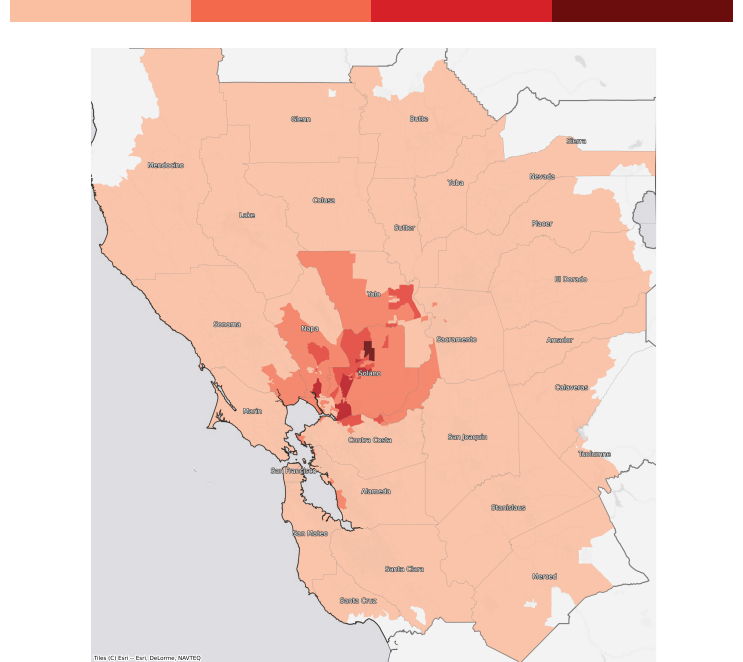 Glenn
Butte
Sierra
Mendocino
Nevada
Yuba
Colusa
Lake
Placer
Sutter
El Dorado
Yolo
Sonoma
Napa
Sacramento
Amador
Solano
Calaveras
Marin
San Joaquin
Contra Costa
Tuolumne
San Francisco
Alameda
Stanislaus
San Mateo
Santa Clara
Merced
Santa Cruz
Tiles (C) Esri -- Esri, DeLorme, NAVTEQ